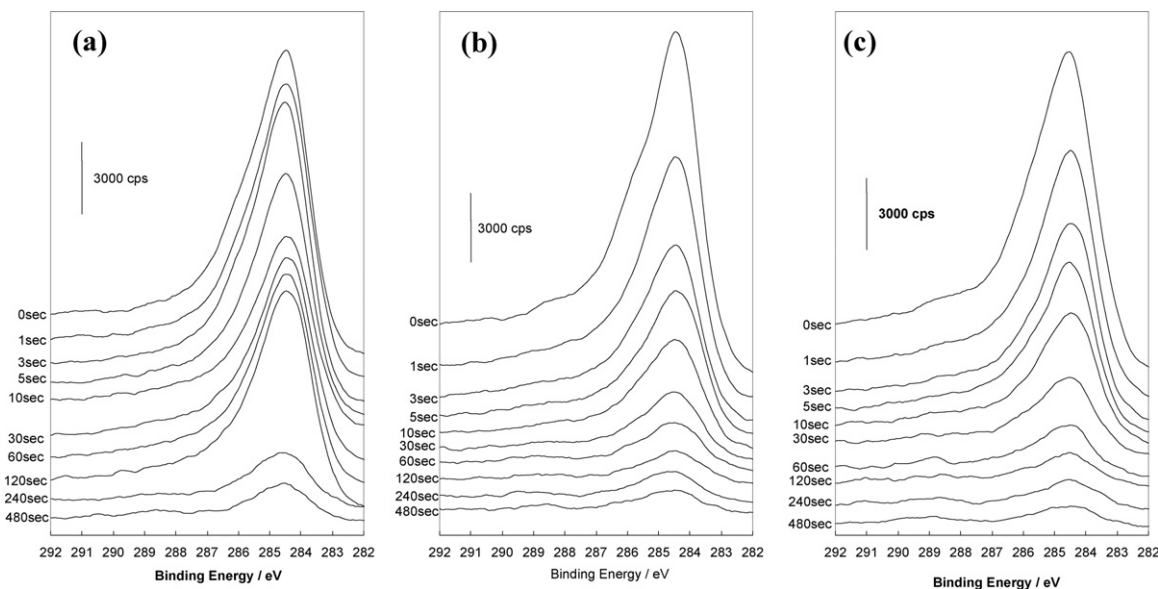 (a)
3000 cps
0sec
1sec
3sec
5sec
10sec
30sec
60sec
120sec
240sec
480sec
292 291 290 289 288 287 286 285 284 283 282
Binding Energy / eV
(b)
3000 cps
0sec
1sec
3sec
5sec
10sec
30sec
60sec
120sec
240sec
480sec
292 291 290 289 288 287 286 285 284 283 282
Binding Energy / eV
(c)
3000 cps
0sec
1sec
3sec
5sec
10sec
30sec
60sec
120sec
240sec
480sec
292 291 290 289 288 287 286 285 284 283 282
Binding Energy / eV